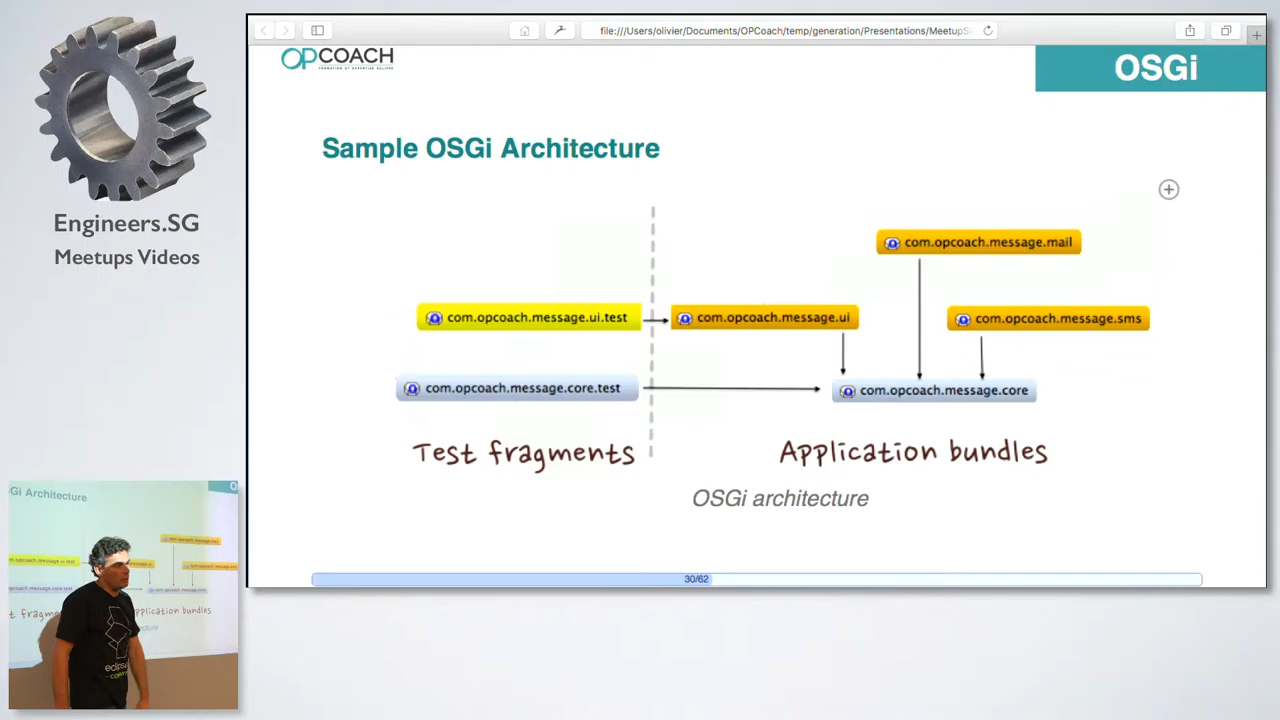 Engineers.SG
Meetups Videos
file:///Users/olivier/Documents/OPCoach/temp/generation/Presentations/MeetupS
OPCOACH
OSGi
Sample OSGi Architecture
com.opcoach.message.mail
com.opcoach.message.ui.test
com.opcoach.message.ui
com.opcoach.message.sms
com.opcoach.message.core.test
com.opcoach.message.core
Test fragments
Application bundles
OSGi architecture
30/62